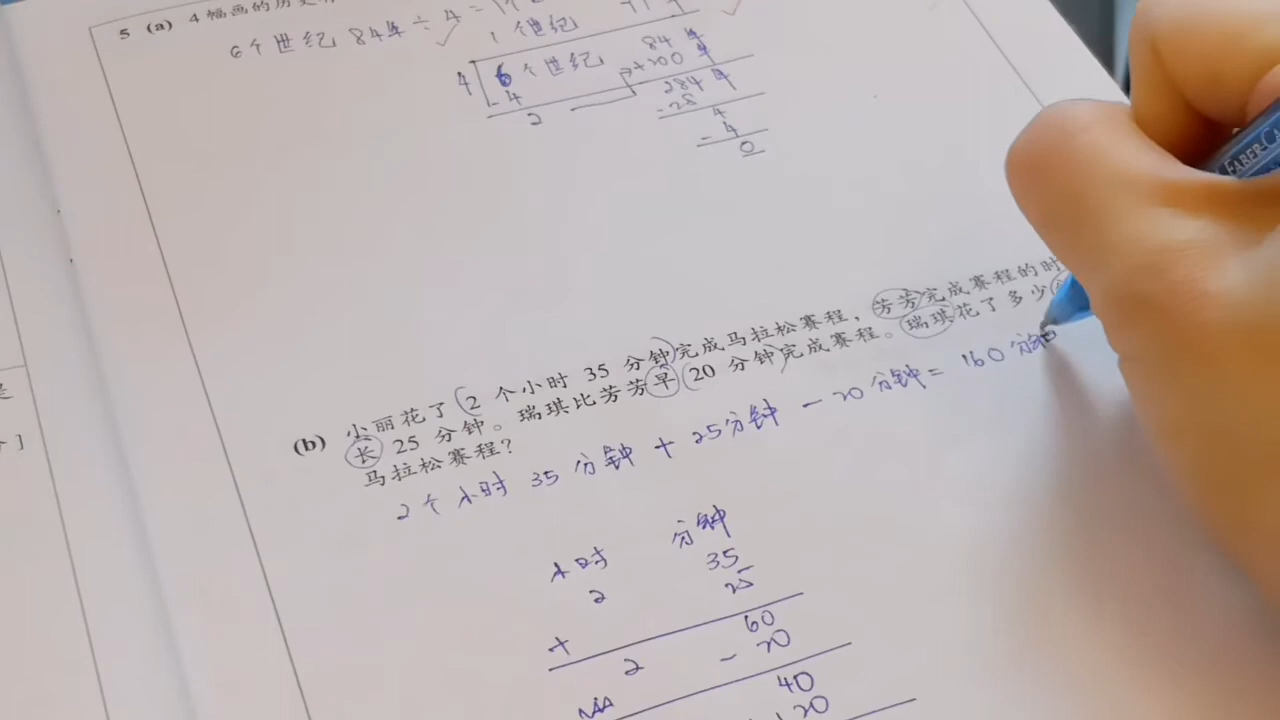 5 (a) 4 幅画的历史
6个世纪 84年 ÷ 4 =
1 个世纪
4 6 个世纪 84 年
+200 年
- 4 284 年
2 - 28
4
- 4
0
(b) 小丽花了 2 个小时 35 分钟完成马拉松赛程，芳芳完成赛程的时
长 25 分钟。瑞琪比芳芳早 20 分钟完成赛程。瑞琪花了多少
马拉松赛程？
2个小时 35 分钟 + 25分钟 - 20 分钟 = 160 分钟
小时 分钟
2 35
+ 25
2 60
- 20
40
120
FABER-CA